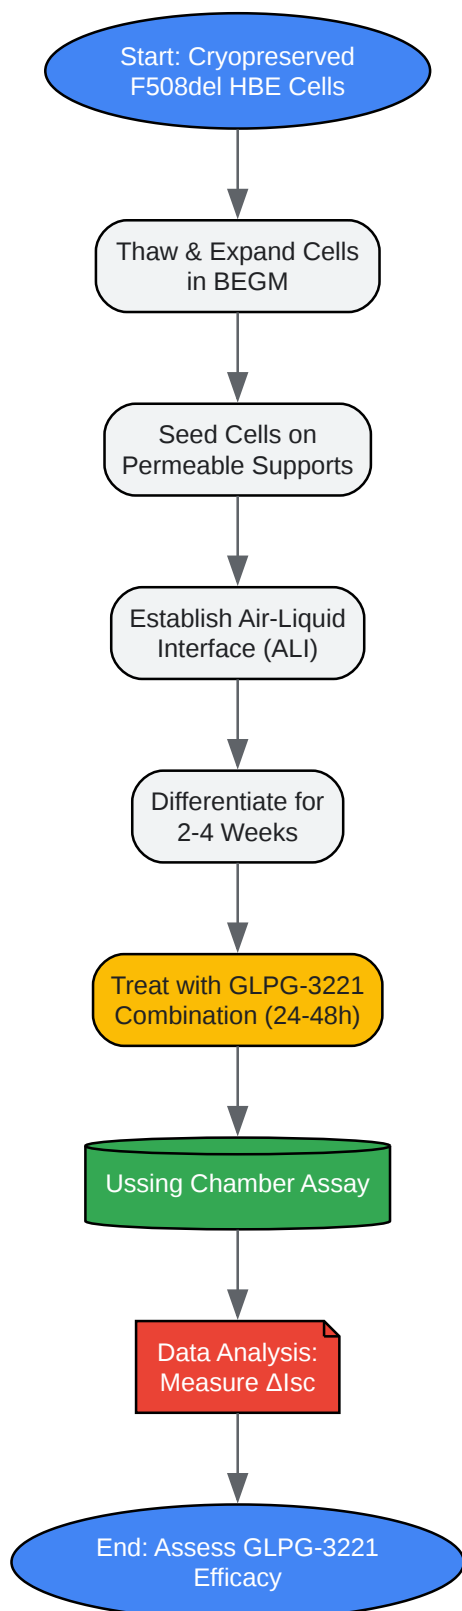 Start: Cryopreserved
F508del HBE Cells
Thaw & Expand Cells
in BEGM
Seed Cells on
Permeable Supports
Establish Air-Liquid
Interface (ALI)
Differentiate for
2-4 Weeks
Treat with GLPG-3221
Combination (24-48h)
Ussing Chamber Assay
Data Analysis:
Measure ΔIsc
End: Assess GLPG-3221
Efficacy